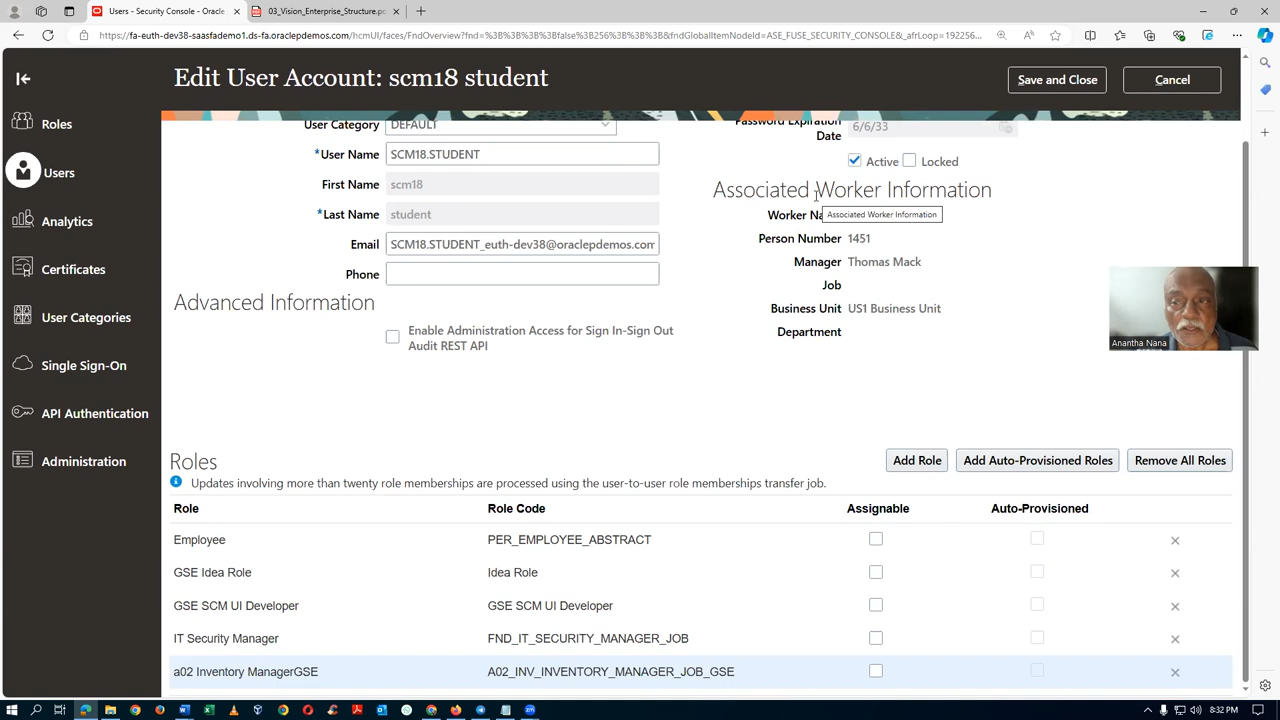 Users - Security Console - Oracle
03_Vision_Enterprise_Structure.p
https://fa-euth-dev38-saasfademo1.ds-fa.oraclepdemos.com/hcmUI/faces/FndOverview?fnd=%3B%3B%3B%3Bfalse%3B256%3B%3B%3B&fndGlobalItemNodeId=ASE_FUSE_SECURITY_CONSOLE&_afrLoop=192256...
Edit User Account: scm18 student
Save and Close
Cancel
Roles
Users
Analytics
Certificates
User Categories
Single Sign-On
API Authentication
Administration
User Category DEFAULT
*User Name SCM18.STUDENT
First Name scm18
*Last Name student
Email SCM18.STUDENT_euth-dev38@oraclepdemos.com
Phone
Advanced Information
Enable Administration Access for Sign In-Sign Out
Audit REST API
Password Expiration
Date 6/6/33
Active Locked
Associated Worker Information
Worker Na
Associated Worker Information
Person Number 1451
Manager Thomas Mack
Job
Business Unit US1 Business Unit
Department
Anantha Nana
Roles
Add Role
Add Auto-Provisioned Roles
Remove All Roles
Updates involving more than twenty role memberships are processed using the user-to-user role memberships transfer job.
Role Role Code Assignable Auto-Provisioned
Employee PER_EMPLOYEE_ABSTRACT
GSE Idea Role Idea Role
GSE SCM UI Developer GSE SCM UI Developer
IT Security Manager FND_IT_SECURITY_MANAGER_JOB
a02 Inventory ManagerGSE A02_INV_INVENTORY_MANAGER_JOB_GSE
8:32 PM